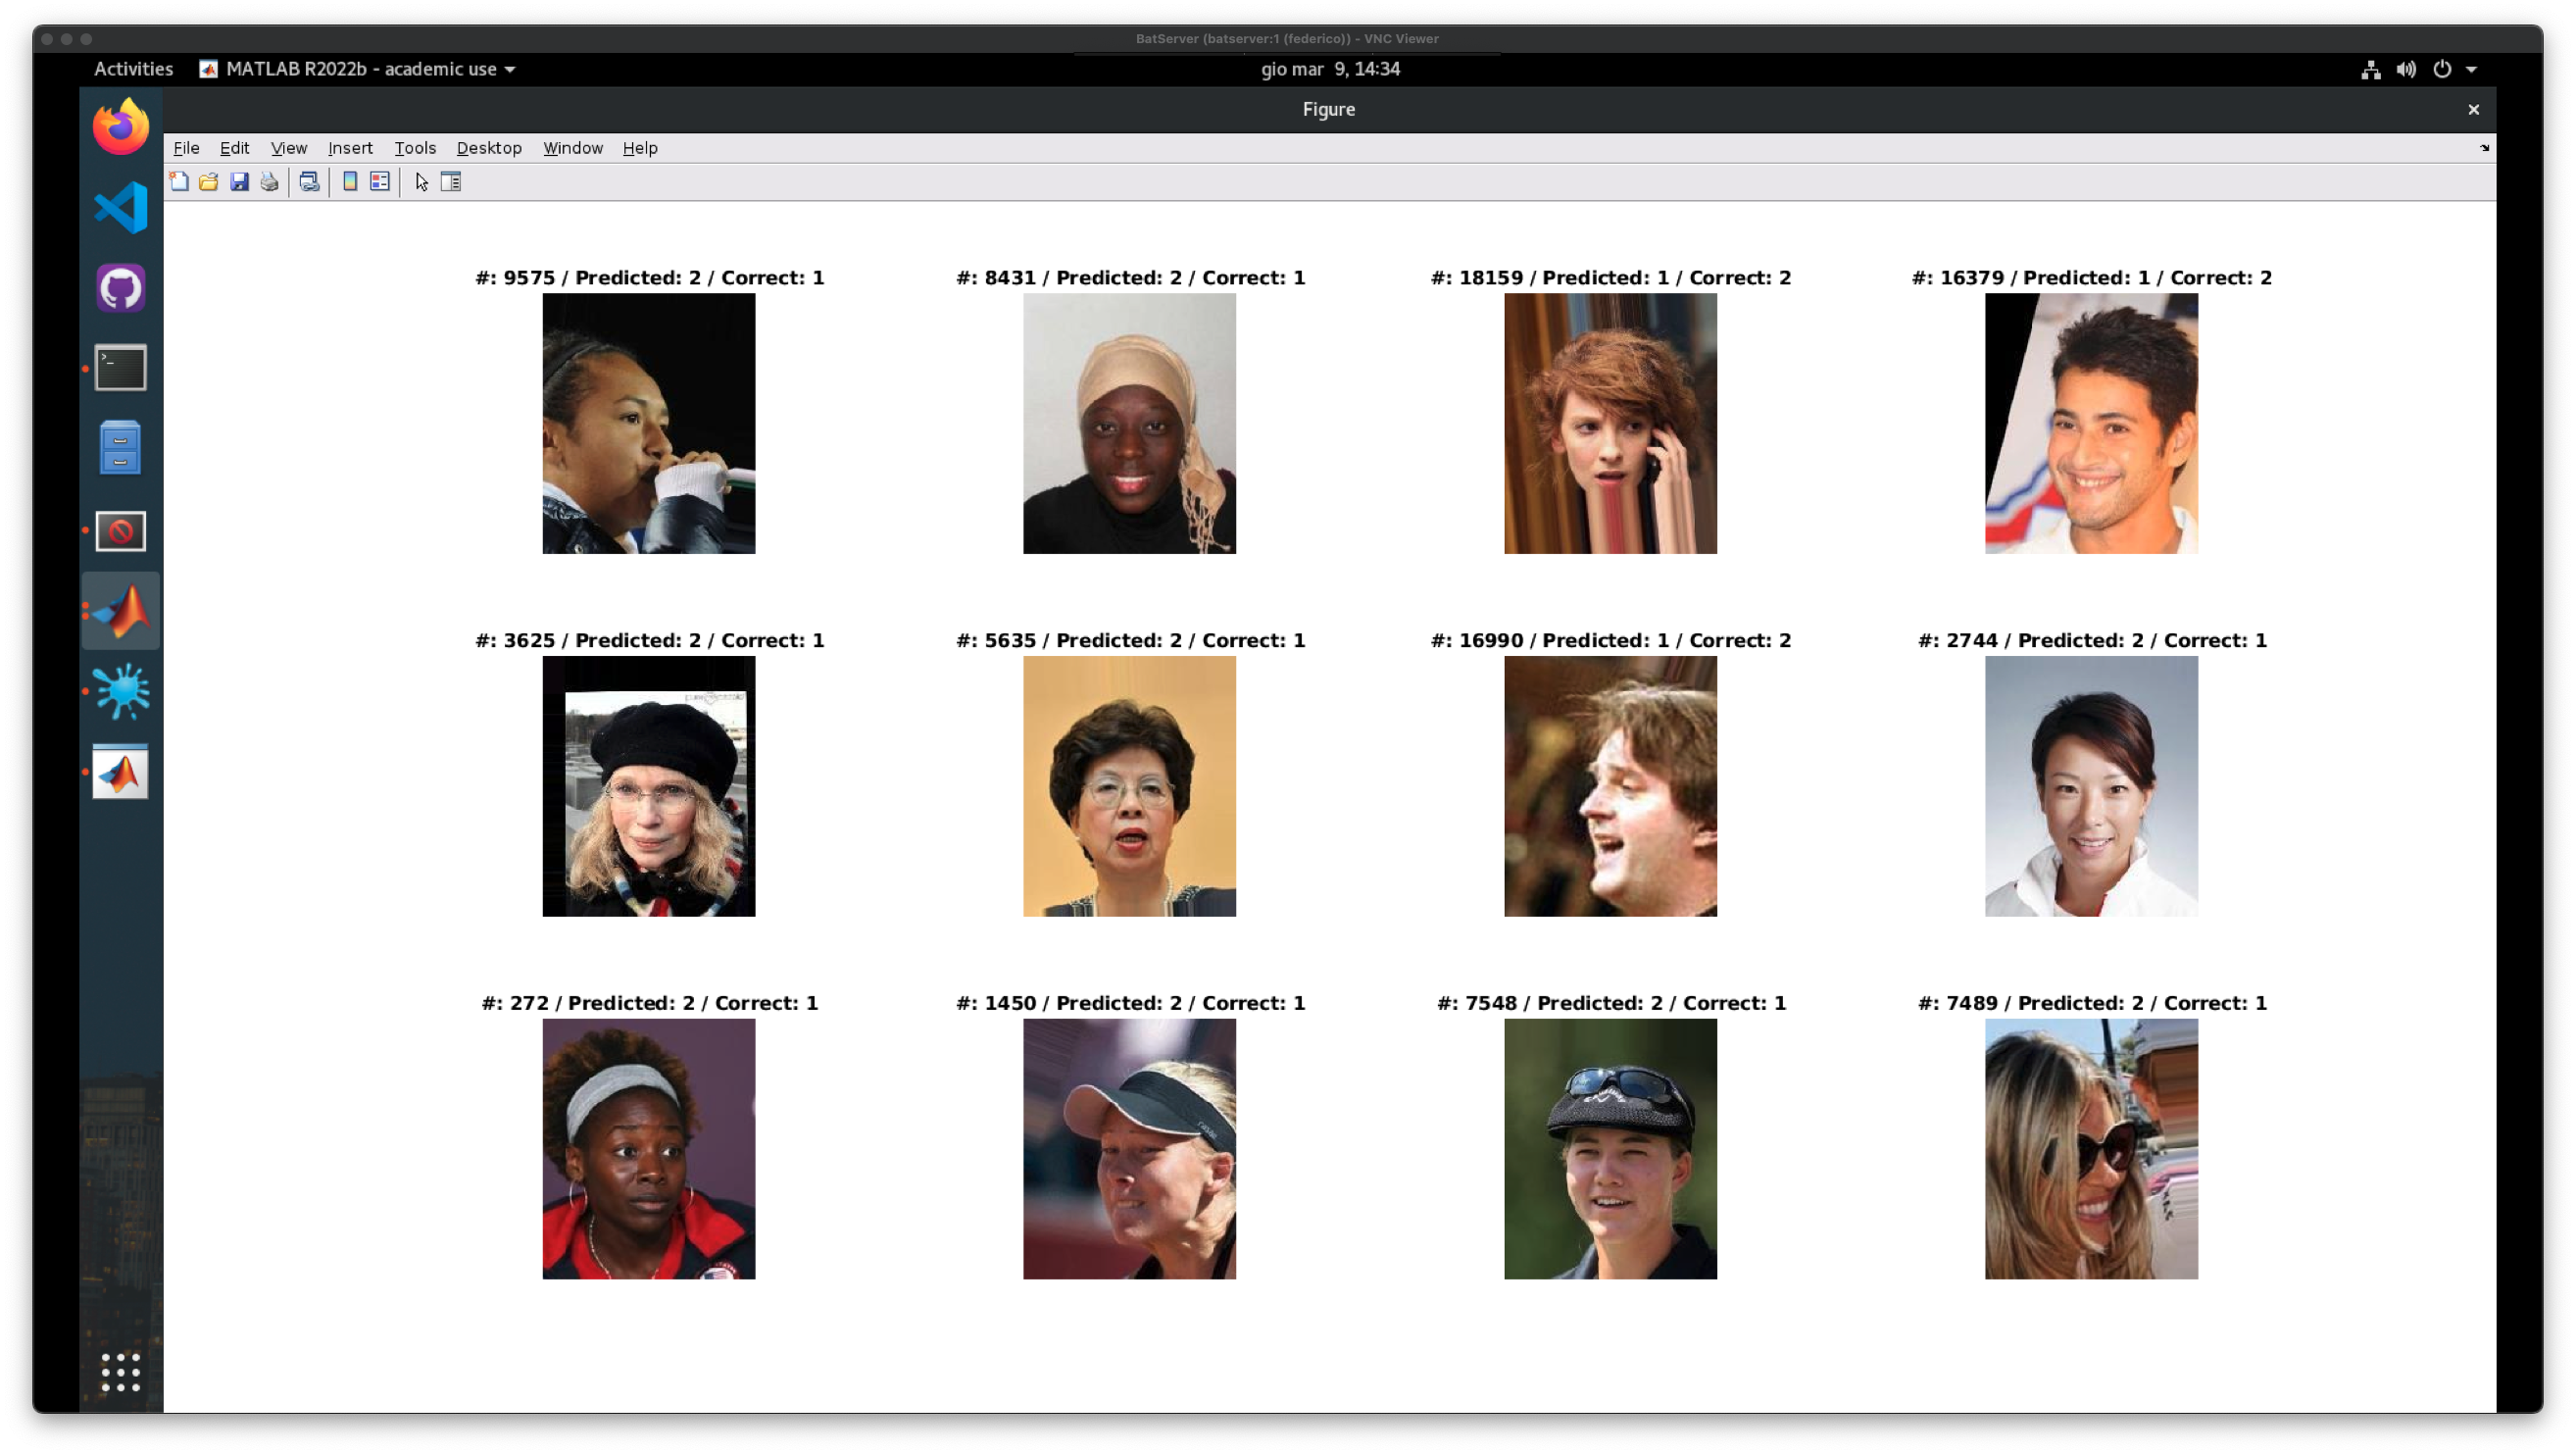 BatServer (batserver:1 (federico)) - VNC Viewer
Activities MATLAB R2022b - academic use gio mar 9, 14:34
Figure
File Edit View Insert Tools Desktop Window Help
#: 9575 / Predicted: 2 / Correct: 1
#: 8431 / Predicted: 2 / Correct: 1
#: 18159 / Predicted: 1 / Correct: 2
#: 16379 / Predicted: 1 / Correct: 2
#: 3625 / Predicted: 2 / Correct: 1
#: 5635 / Predicted: 2 / Correct: 1
#: 16990 / Predicted: 1 / Correct: 2
#: 2744 / Predicted: 2 / Correct: 1
#: 272 / Predicted: 2 / Correct: 1
#: 1450 / Predicted: 2 / Correct: 1
#: 7548 / Predicted: 2 / Correct: 1
#: 7489 / Predicted: 2 / Correct: 1